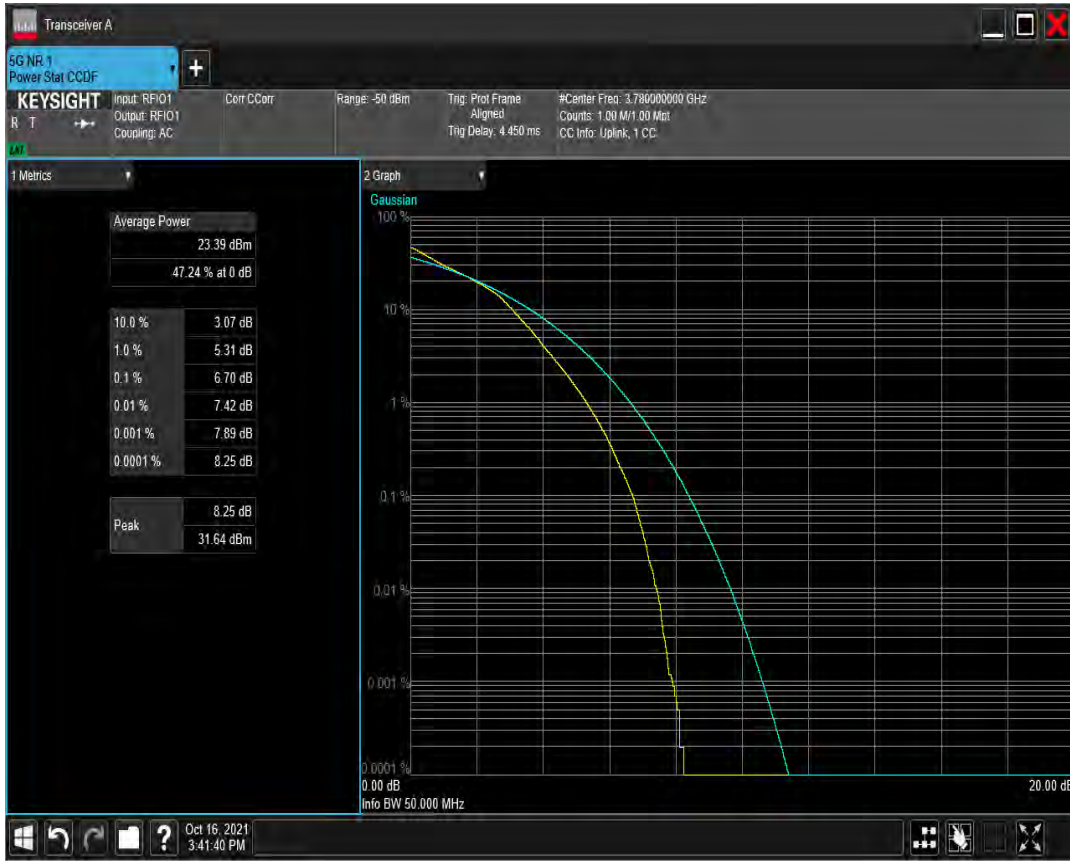 Transceiver A
5G NR 1
Power Stat CCDF
+
KEYSIGHT
R T
LXI
Input: RFIO1
Output: RFIO1
Coupling: AC
Corr CCorr
Range: -50 dBm
Trig: Prot Frame
Aligned
Trig Delay: 4.450 ms
#Center Freq: 3.780000000 GHz
Counts: 1.00 M/1.00 Mpt
CC Info: Uplink, 1 CC
1 Metrics
Average Power
23.39 dBm
47.24 % at 0 dB
10.0 % 3.07 dB
1.0 % 5.31 dB
0.1 % 6.70 dB
0.01 % 7.42 dB
0.001 % 7.89 dB
0.0001 % 8.25 dB
Peak
8.25 dB
31.64 dBm
2 Graph
Gaussian
100 %
10 %
1 %
0.1 %
0.01 %
0.001 %
0.0001 %
0.00 dB
20.00 dB
Info BW 50.000 MHz
?
Oct 16, 2021
3:41:40 PM